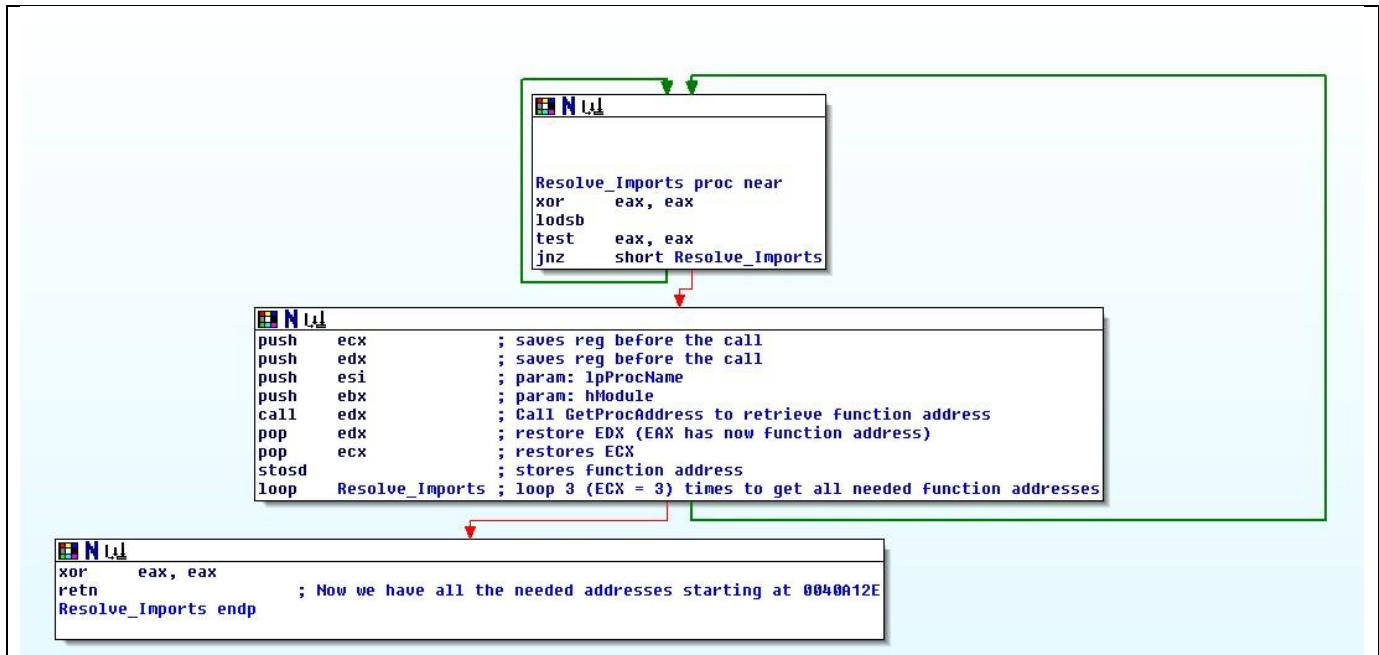 N
Resolve_Imports proc near
xor eax, eax
lodsb
test eax, eax
jnz short Resolve_Imports
N
push ecx ; saves reg before the call
push edx ; saves reg before the call
push esi ; param: lpProcName
push ebx ; param: hModule
call edx ; Call GetProcAddress to retrieve function address
pop edx ; restore EDX (EAX has now function address)
pop ecx ; restores ECX
stosd ; stores function address
loop Resolve_Imports ; loop 3 (ECX = 3) times to get all needed function addresses
N
xor eax, eax
retn ; Now we have all the needed addresses starting at 0040A12E
Resolve_Imports endp